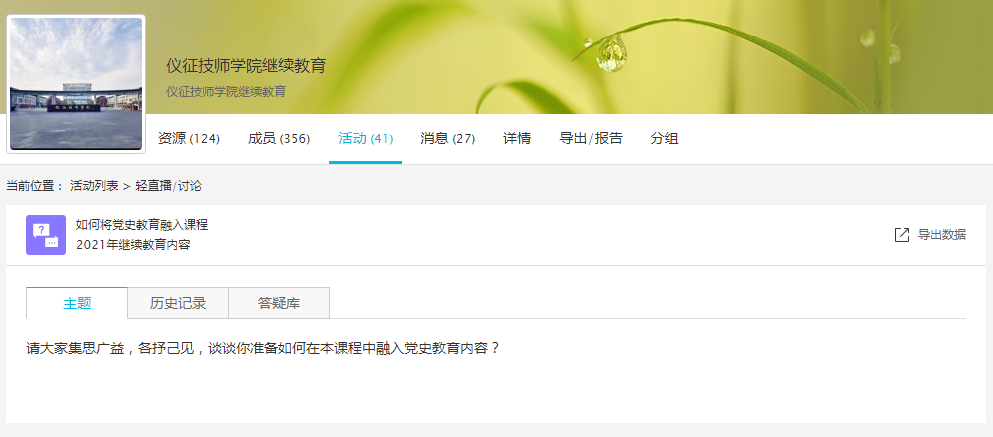 仪征技师学院继续教育
仪征技师学院继续教育
资源 (124) 成员 (356) 活动 (41) 消息 (27) 详情 导出/报告 分组
当前位置： 活动列表 > 轻直播/讨论
如何将党史教育融入课程
2021年继续教育内容
导出数据
主题 历史记录 答疑库
请大家集思广益，各抒己见，谈谈你准备如何在本课程中融入党史教育内容？